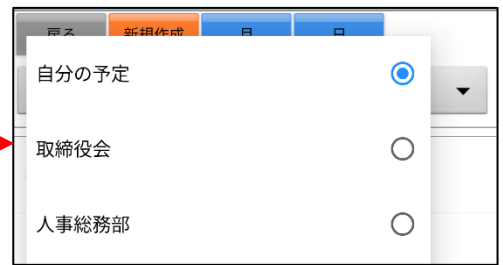 戻る 新規作成 月 日
自分の予定
取締役会
人事総務部